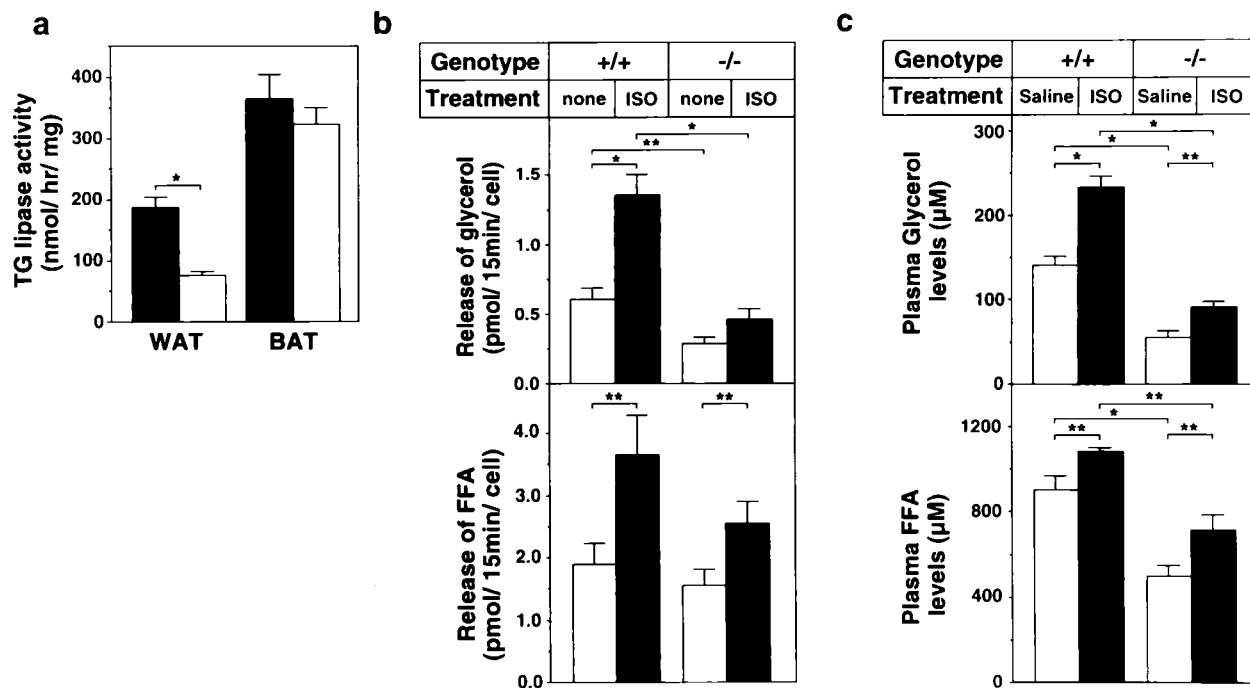 a
TG lipase activity
(nmol/ hr/ mg)
400
300
200
100
0
*
WAT
BAT
b
Genotype +/+ -/-
Treatment none ISO none ISO
Release of glycerol
(pmol/ 15min/ cell)
1.5
1.0
0.5
0.0
*
**
*
Release of FFA
(pmol/ 15min/ cell)
4.0
3.0
2.0
1.0
0.0
**
**
c
Genotype +/+ -/-
Treatment Saline ISO Saline ISO
Plasma Glycerol
levels (µM)
300
200
100
0
*
*
*
**
Plasma FFA
levels (µM)
1200
800
400
0
**
*
**
**